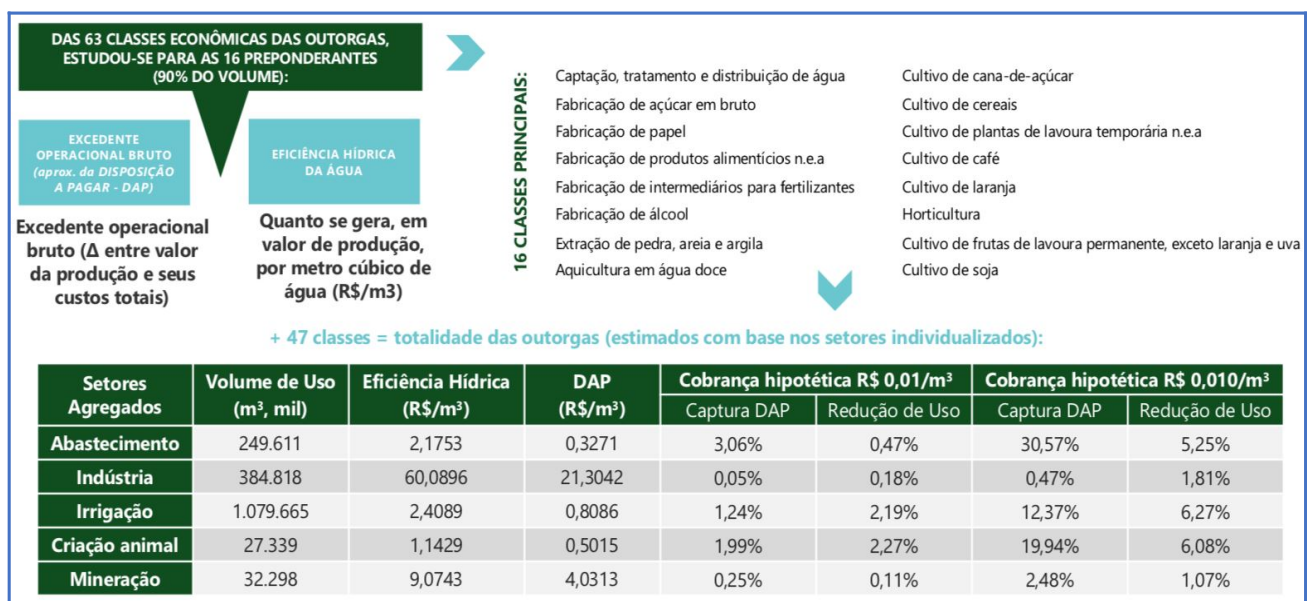 DAS 63 CLASSES ECONÔMICAS DAS OUTORGAS,
ESTUDOU-SE PARA AS 16 PREPONDERANTES
(90% DO VOLUME):
EXCEDENTE
OPERACIONAL BRUTO
(aprox. da DISPOSIÇÃO
A PAGAR - DAP)
Excedente operacional
bruto (Δ entre valor
da produção e seus
custos totais)
EFICIÊNCIA HÍDRICA
DA ÁGUA
Quanto se gera, em
valor de produção,
por metro cúbico de
água (R$/m3)
16 CLASSES PRINCIPAIS:
Captação, tratamento e distribuição de água
Fabricação de açúcar em bruto
Fabricação de papel
Fabricação de produtos alimentícios n.e.a
Fabricação de intermediários para fertilizantes
Fabricação de álcool
Extração de pedra, areia e argila
Aquicultura em água doce
Cultivo de cana-de-açúcar
Cultivo de cereais
Cultivo de plantas de lavoura temporária n.e.a
Cultivo de café
Cultivo de laranja
Horticultura
Cultivo de frutas de lavoura permanente, exceto laranja e uva
Cultivo de soja
+ 47 classes = totalidade das outorgas (estimados com base nos setores individualizados):
Setores Agregados Volume de Uso (m³, mil) Eficiência Hídrica (R$/m³) DAP (R$/m³) Cobrança hipotética R$ 0,01/m³ Cobrança hipotética R$ 0,010/m³
Captura DAP Redução de Uso Captura DAP Redução de Uso
Abastecimento 249.611 2,1753 0,3271 3,06% 0,47% 30,57% 5,25%
Indústria 384.818 60,0896 21,3042 0,05% 0,18% 0,47% 1,81%
Irrigação 1.079.665 2,4089 0,8086 1,24% 2,19% 12,37% 6,27%
Criação animal 27.339 1,1429 0,5015 1,99% 2,27% 19,94% 6,08%
Mineração 32.298 9,0743 4,0313 0,25% 0,11% 2,48% 1,07%